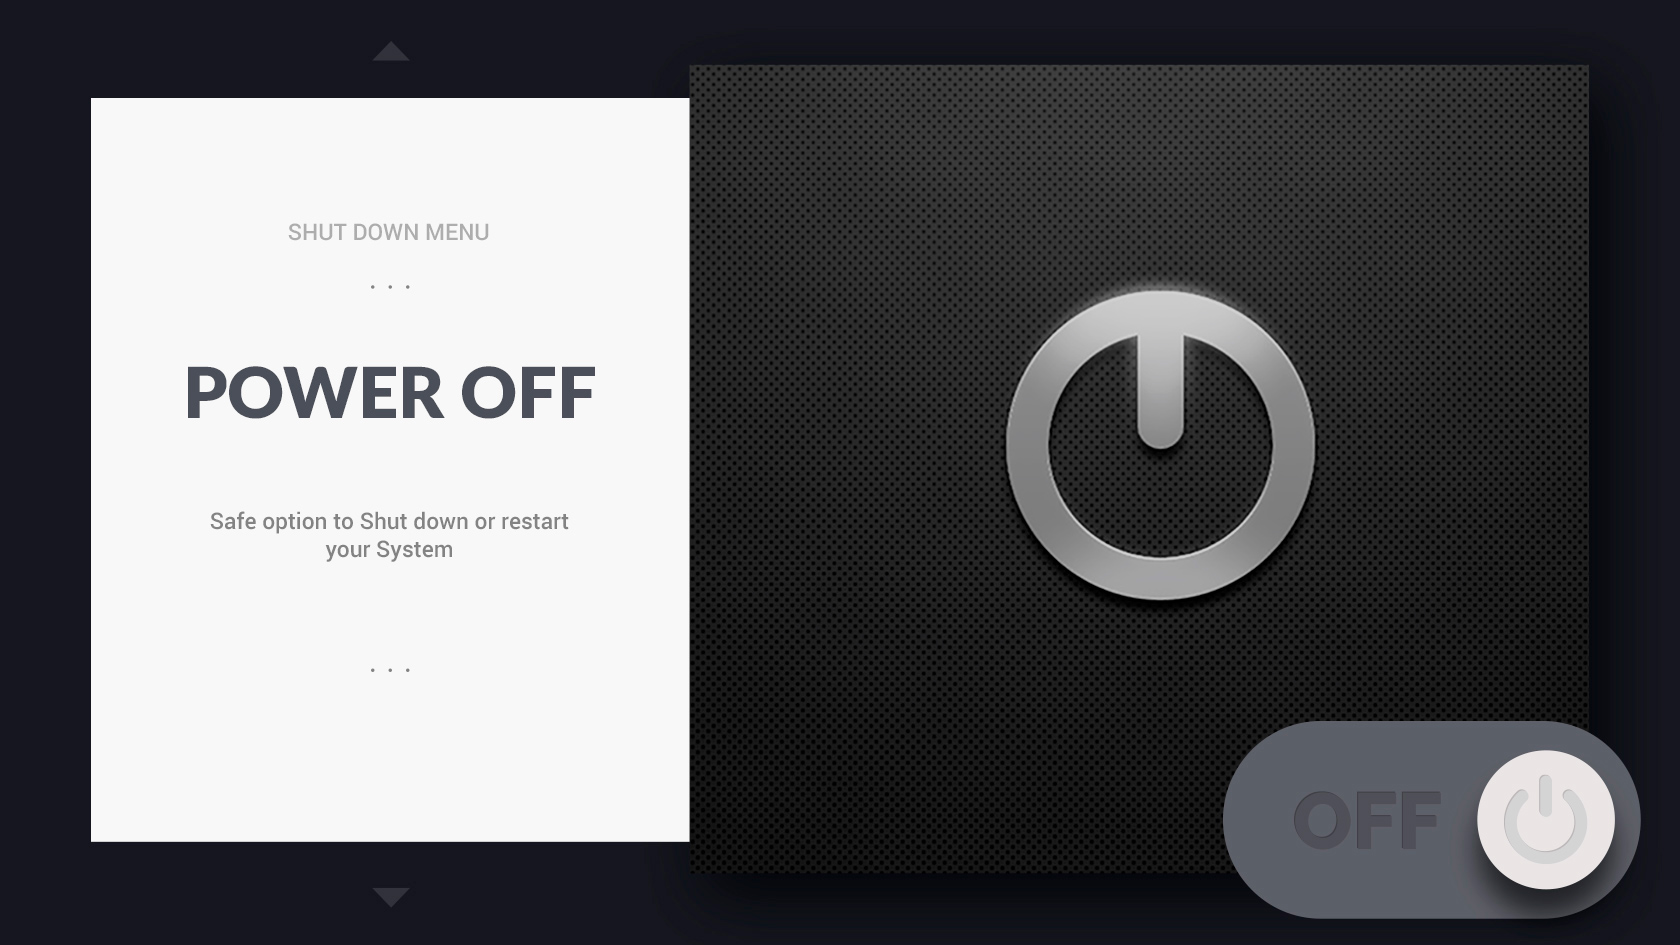 SHUT DOWN MENU
. . .
POWER OFF
Safe option to Shut down or restart
your System
. . .
OFF